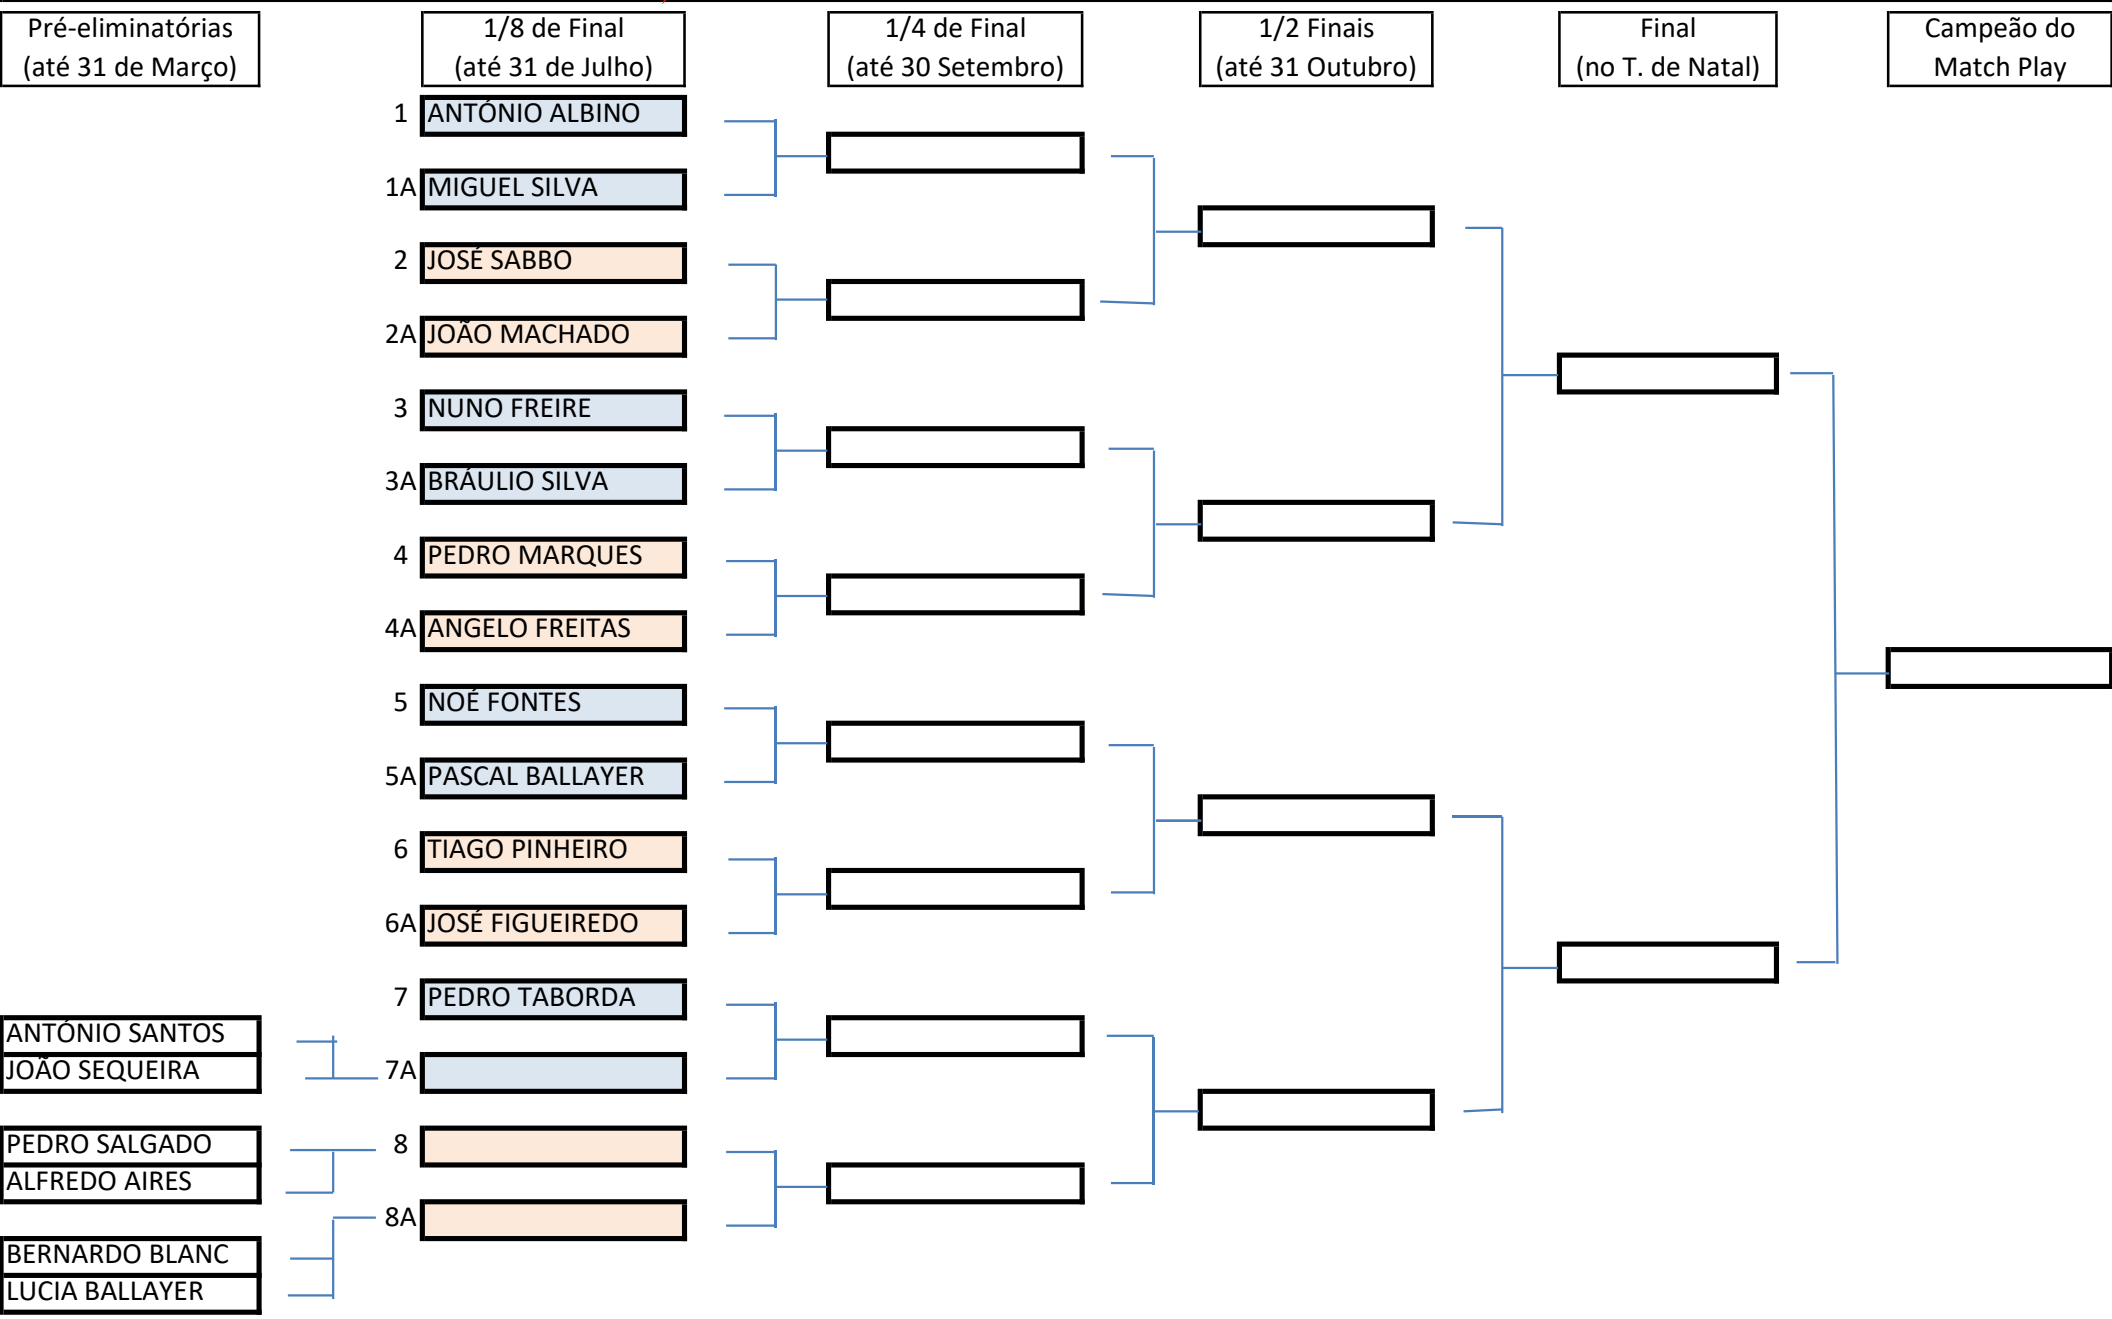 Pré-eliminatórias
(até 31 de Março)
1/8 de Final
(até 31 de Julho)
1/4 de Final
(até 30 Setembro)
1/2 Finais
(até 31 Outubro)
Final
(no T. de Natal)
Campeão do
Match Play
1 ANTÓNIO ALBINO
1A MIGUEL SILVA
2 JOSÉ SABBO
2A JOÃO MACHADO
3 NUNO FREIRE
3A BRÁULIO SILVA
4 PEDRO MARQUES
4A ANGELO FREITAS
5 NOÉ FONTES
5A PASCAL BALLAYER
6 TIAGO PINHEIRO
6A JOSÉ FIGUEIREDO
7 PEDRO TABORDA
ANTÓNIO SANTOS
JOÃO SEQUEIRA
7A
PEDRO SALGADO
8
ALFREDO AIRES
8A
BERNARDO BLANC
LUCIA BALLAYER